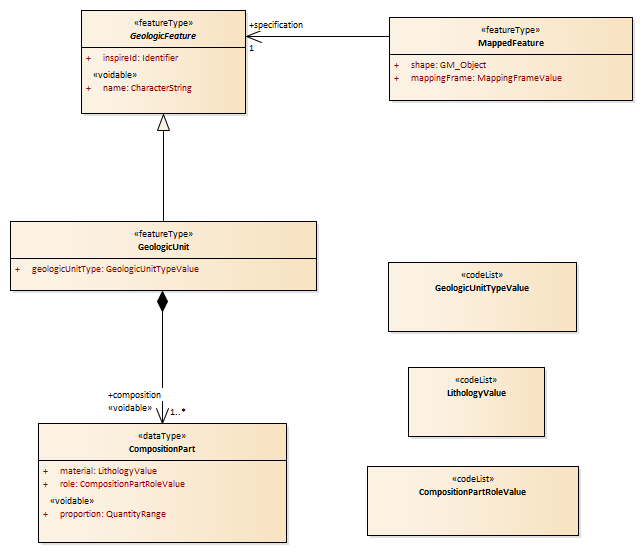 «featureType»
GeologicFeature
+ inspireId: Identifier
«voidable»
+ name: CharacterString
+specification
1
«featureType»
MappedFeature
+ shape: GM_Object
+ mappingFrame: MappingFrameValue
«featureType»
GeologicUnit
+ geologicUnitType: GeologicUnitTypeValue
«codeList»
GeologicUnitTypeValue
«codeList»
LithologyValue
+composition
«voidable»
1..*
«dataType»
CompositionPart
+ material: LithologyValue
+ role: CompositionPartRoleValue
«voidable»
+ proportion: QuantityRange
«codeList»
CompositionPartRoleValue